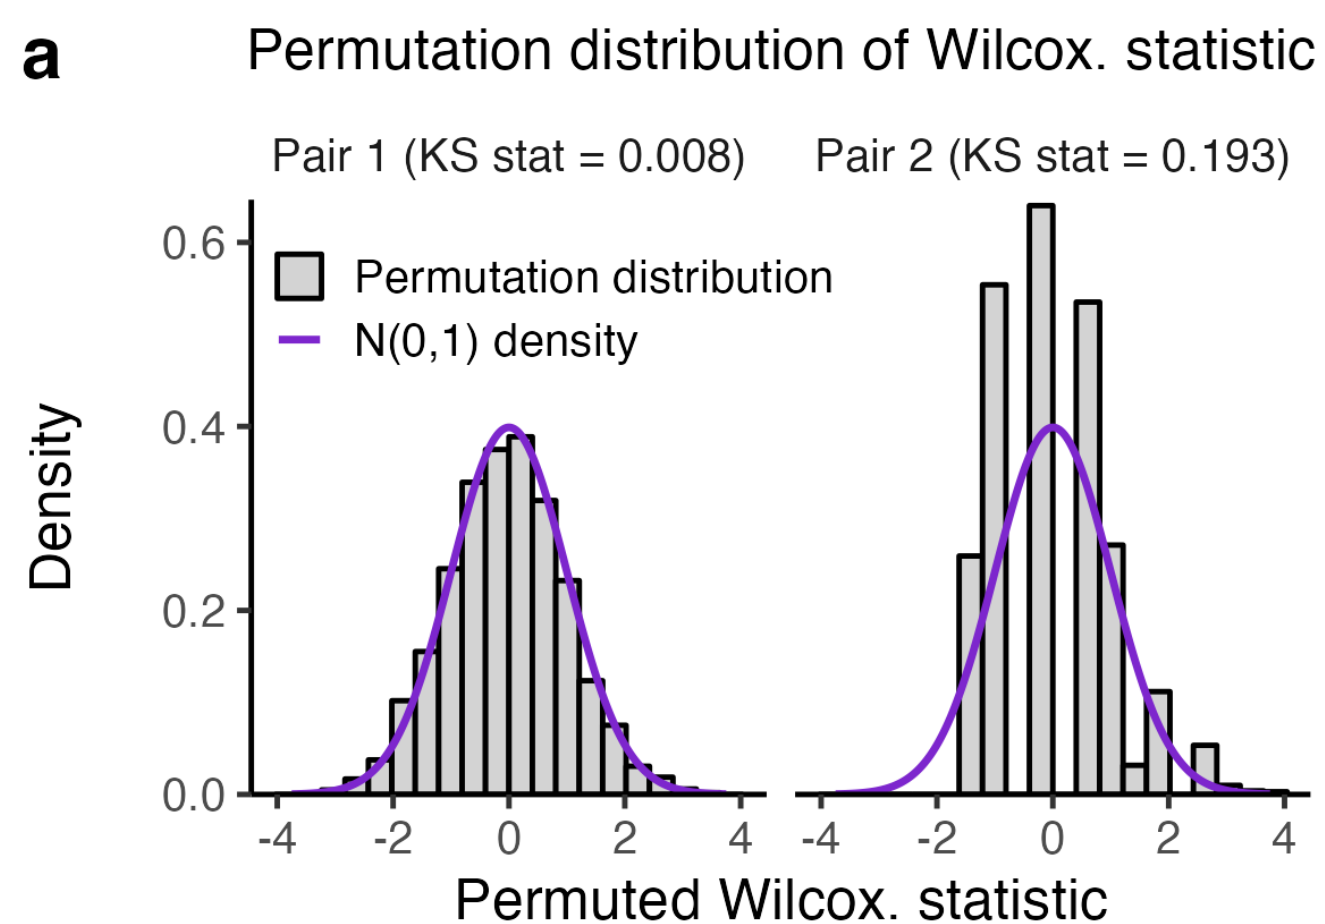 a
Permutation distribution of Wilcox. statistic
Pair 1 (KS stat = 0.008)
Pair 2 (KS stat = 0.193)
Permutation distribution
N(0,1) density
Density
0.6
0.4
0.2
0.0
-4 -2 0 2 4
-4 -2 0 2 4
Permuted Wilcox. statistic